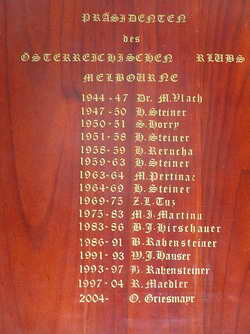 PRÄSIDENTEN
des
ÖSTERREICHISCHEN KLUBS
MELBOURNE
1944 - 47 Dr. M. Vlach
1947 - 50 H. Steiner
1950 - 51 S. Horry
1951 - 58 H. Steiner
1958 - 59 H. Rerucha
1959 - 63 H. Steiner
1963 - 64 M. Pertinac
1964 - 69 H. Steiner
1969 - 75 Z.L. Tuz
1975 - 83 M.I. Martinu
1983 - 86 B.J. Hirschauer
1986 - 91 B. Rabensteiner
1991 - 93 W.J. Hauser
1993 - 97 B. Rabensteiner
1997 - 04 R. Maedler
2004 - O. Griesmayr